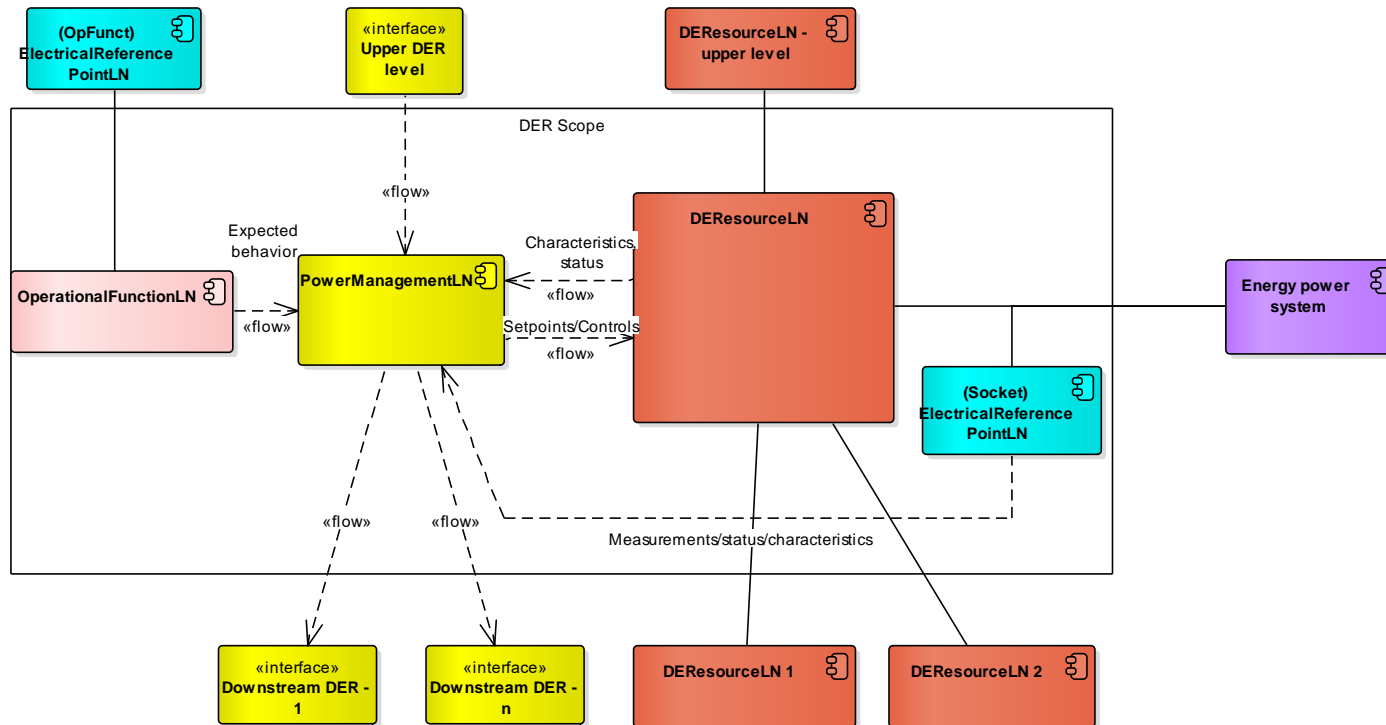 (OpFunct)
ElectricalReference
PointLN
«interface»
Upper DER
level
DEResourceLN -
upper level
DER Scope
«flow»
DEResourceLN
Expected
behavior
Characteristics,
status
OperationalFunctionLN
PowerManagementLN
Energy power
system
«flow»
«flow»
Setpoints/Controls
«flow»
(Socket)
ElectricalReference
PointLN
«flow»
«flow»
Measurements/status/characteristics
«interface»
Downstream DER -
1
«interface»
Downstream DER -
n
DEResourceLN 1
DEResourceLN 2